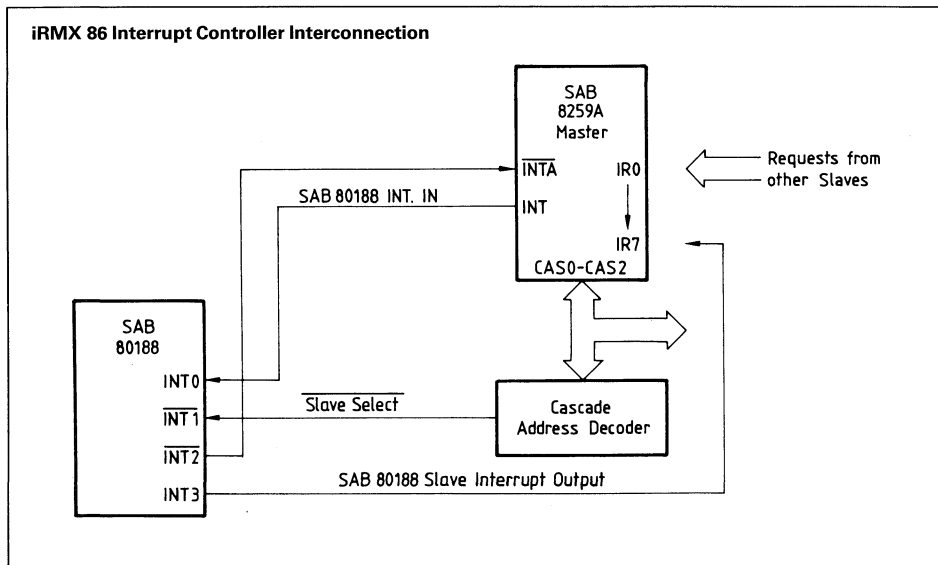 iRMX 86 Interrupt Controller Interconnection
SAB
8259A
Master
INTA
IR0
INT
IR7
CAS0-CAS2
Requests from
other Slaves
SAB 80188 INT. IN
SAB
80188
INT0
INT1
INT2
INT3
Slave Select
Cascade
Address Decoder
SAB 80188 Slave Interrupt Output